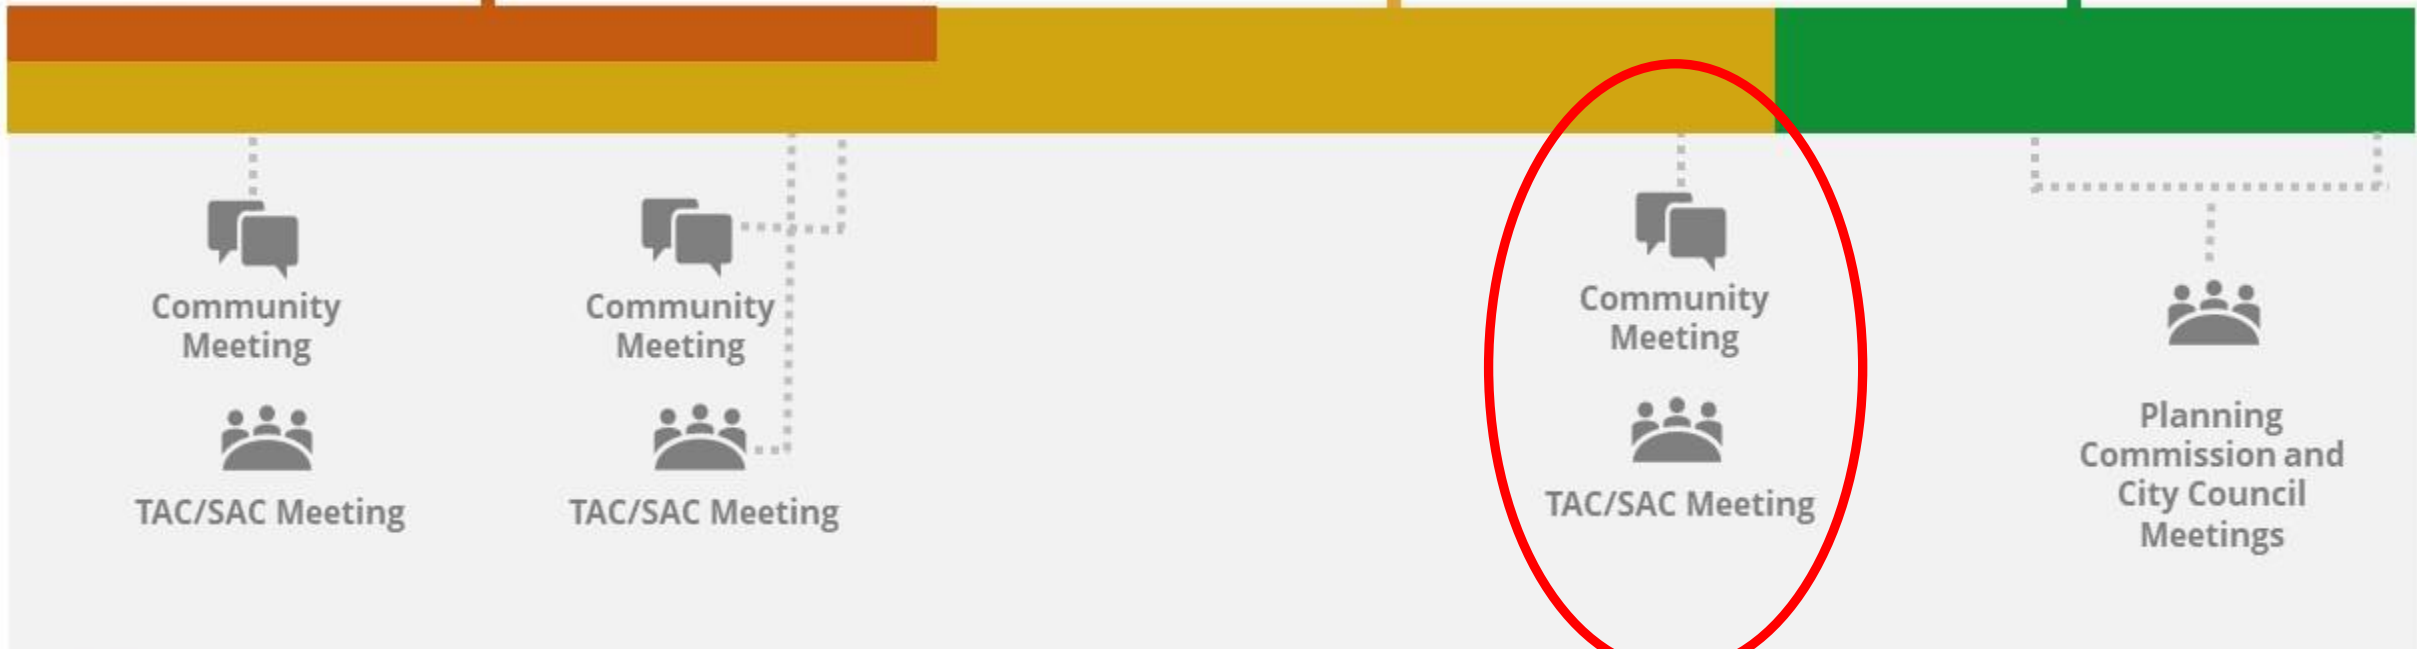 Community
Meeting
TAC/SAC Meeting
Community
Meeting
TAC/SAC Meeting
Community
Meeting
TAC/SAC Meeting
Planning
Commission and
City Council
Meetings